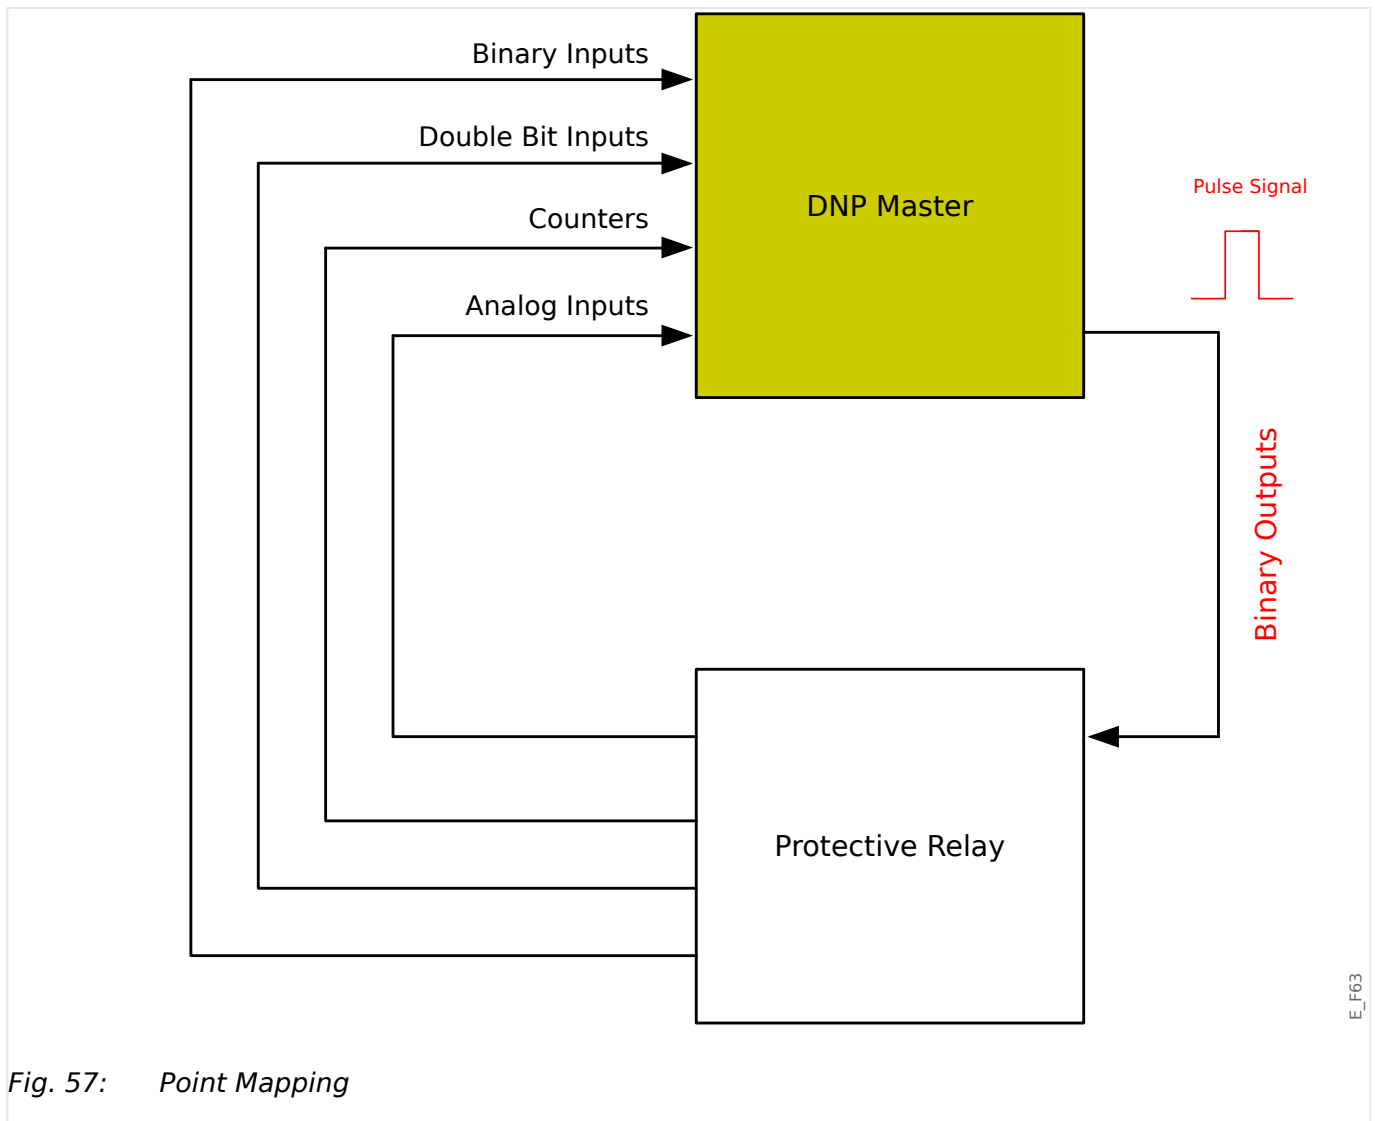 Binary Inputs
Double Bit Inputs
Counters
Analog Inputs
DNP Master
Pulse Signal
Binary Outputs
Protective Relay
E_F63
Fig. 57: Point Mapping